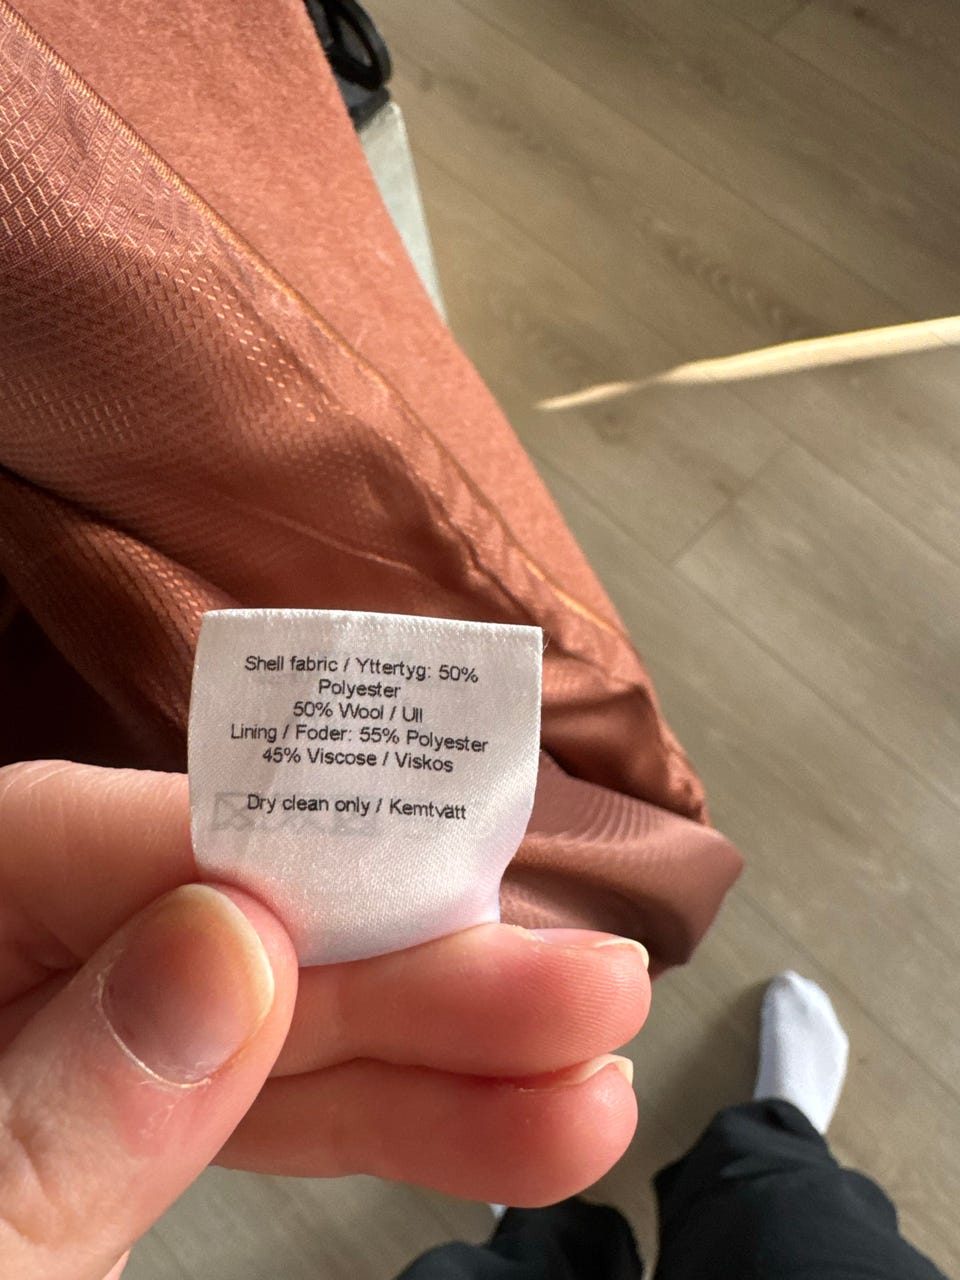 Shell fabric / Yttertyg: 50%
Polyester
50% Wool / Ull
Lining / Foder: 55% Polyester
45% Viscose / Viskos
Dry clean only / Kemtvätt